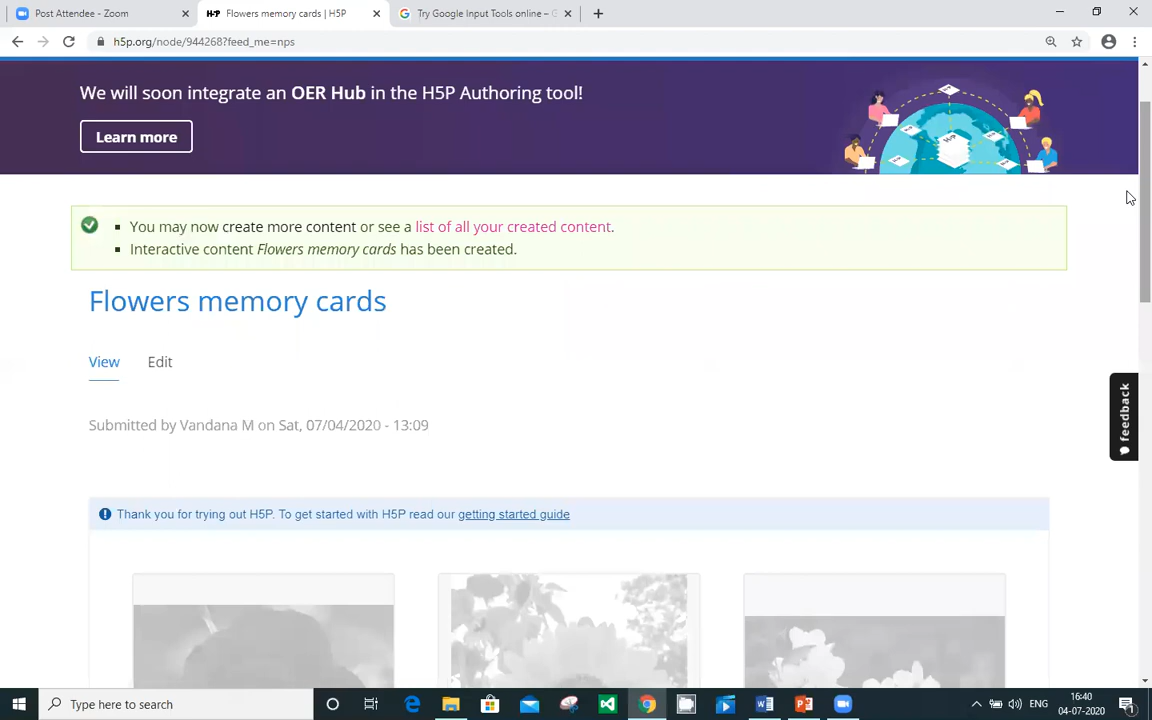 Post Attendee - Zoom
H-P Flowers memory cards | H5P
Try Google Input Tools online – G
h5p.org/node/944268?feed_me=nps
We will soon integrate an OER Hub in the H5P Authoring tool!
Learn more
You may now create more content or see a list of all your created content.
Interactive content Flowers memory cards has been created.
Flowers memory cards
View Edit
feedback
Submitted by Vandana M on Sat, 07/04/2020 - 13:09
Thank you for trying out H5P. To get started with H5P read our getting started guide
Type here to search
ENG
16:40
04-07-2020